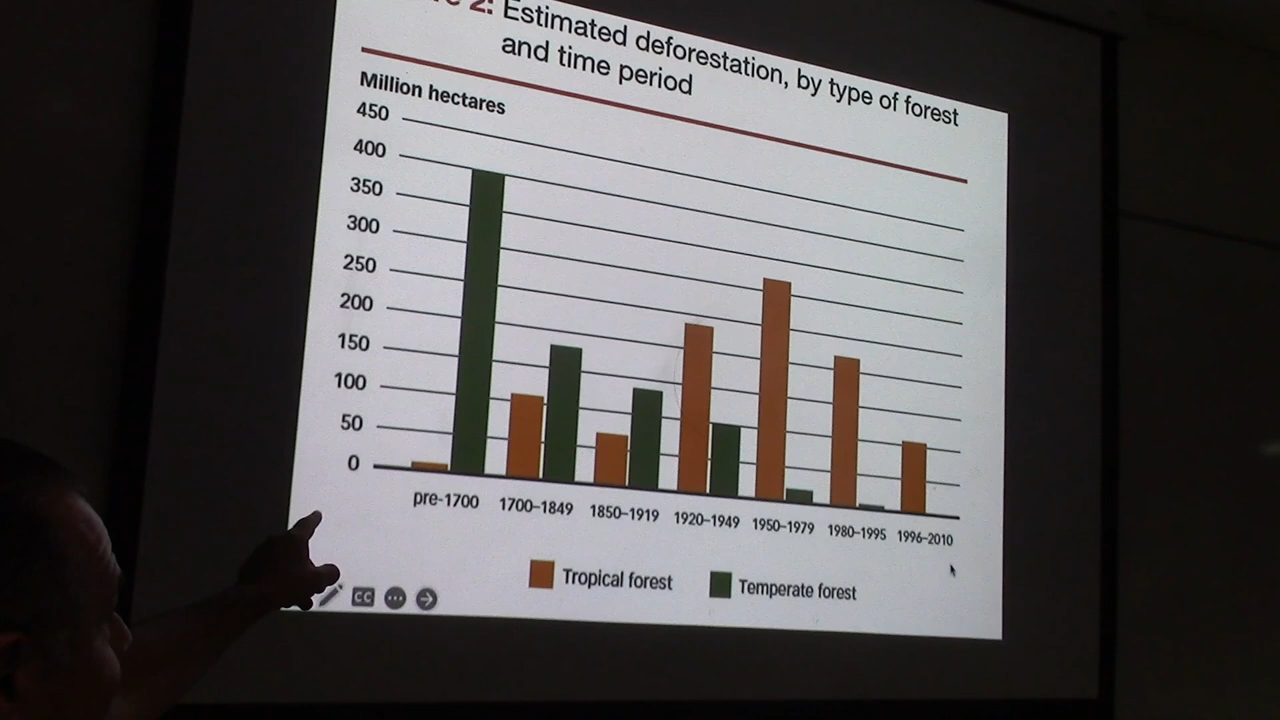 2: Estimated deforestation, by type of forest
and time period
Million hectares
450
400
350
300
250
200
150
100
50
0
pre-1700 1700–1849 1850–1919 1920–1949 1950–1979 1980–1995 1996–2010
Tropical forest Temperate forest
CC